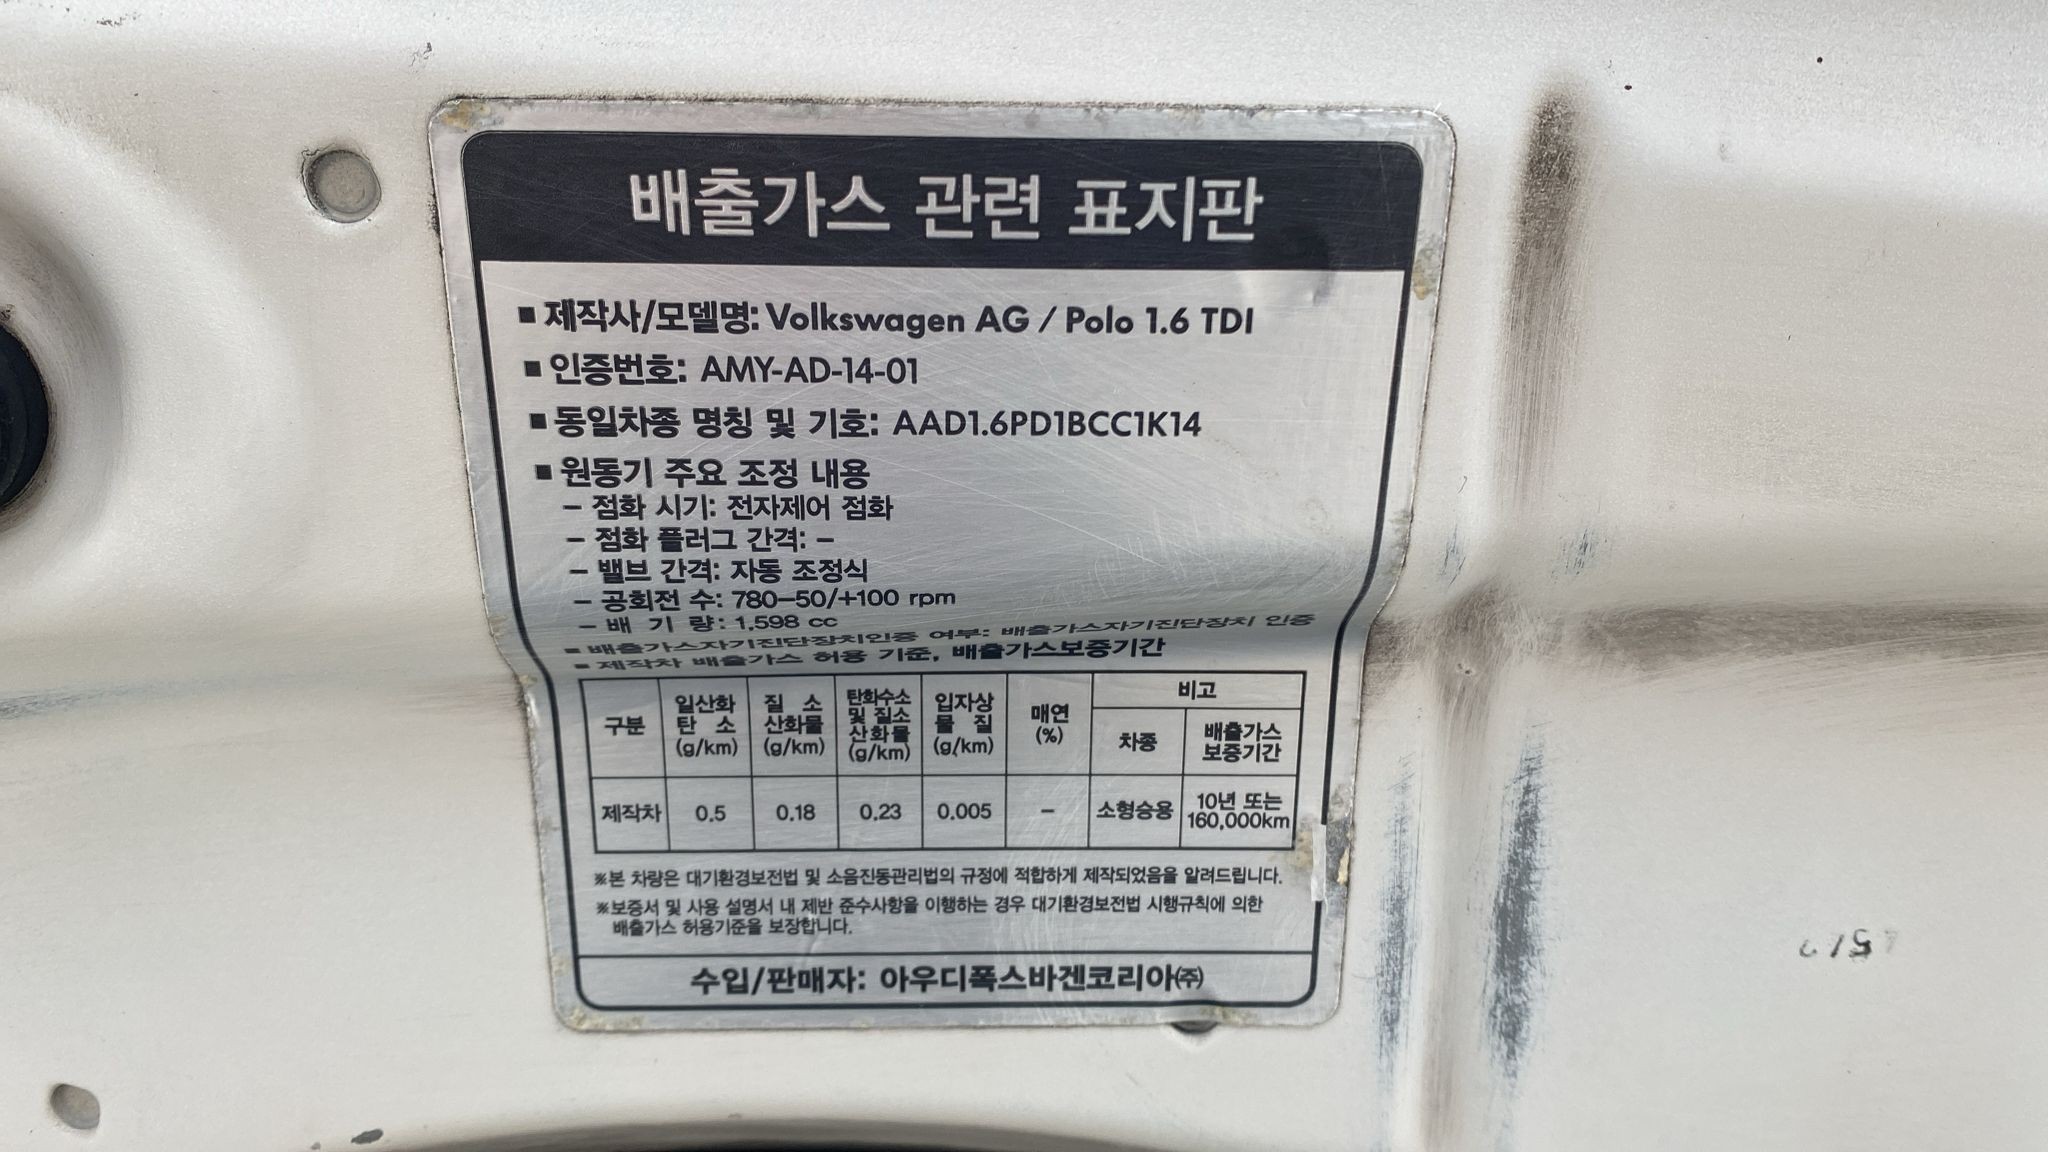 배출가스 관련 표지판
■ 제작사/모델명: Volkswagen AG / Polo 1.6 TDI
■ 인증번호: AMY-AD-14-01
■ 동일차종 명칭 및 기호: AAD1.6PD1BCC1K14
■ 원동기 주요 조정 내용
– 점화 시기: 전자제어 점화
– 점화 플러그 간격: –
– 밸브 간격: 자동 조정식
– 공회전 수: 780–50/+100 rpm
– 배 기 량: 1,598 cc
■ 배출가스자기진단장치인증 여부: 배출가스자기진단장치 인증
■ 제작차 배출가스 허용 기준, 배출가스보증기간
구분 일산화 탄 소 (g/km) 질 소 산화물 (g/km) 탄화수소 및 질소 산화물 (g/km) 입자상 물 질 (g/km) 매연 (%) 비고
차종 배출가스 보증기간
제작차 0.5 0.18 0.23 0.005 – 소형승용 10년 또는 160,000km
※본 차량은 대기환경보전법 및 소음진동관리법의 규정에 적합하게 제작되었음을 알려드립니다.
※보증서 및 사용 설명서 내 제반 준수사항을 이행하는 경우 대기환경보전법 시행규칙에 의한
배출가스 허용기준을 보장합니다.
수입/판매자: 아우디폭스바겐코리아㈜